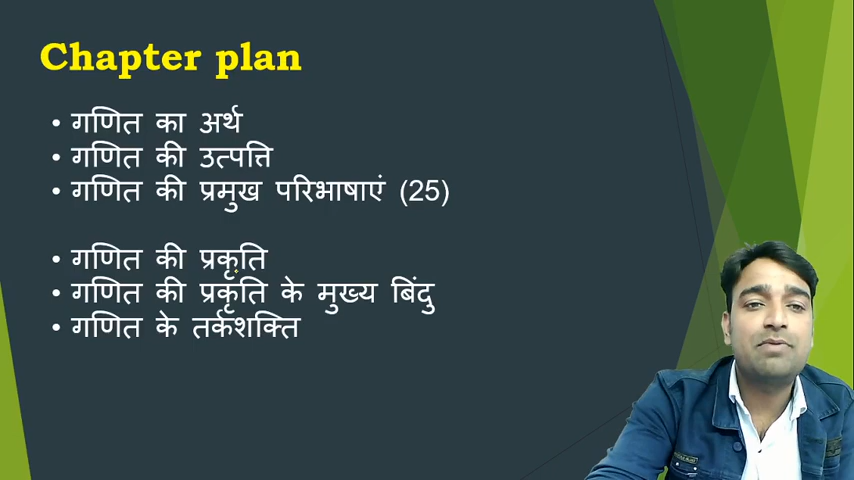 Chapter plan
• गणित का अर्थ
• गणित की उत्पत्ति
• गणित की प्रमुख परिभाषाएं (25)
• गणित की प्रकृति
• गणित की प्रकृति के मुख्य बिंदु
• गणित के तर्कशक्ति